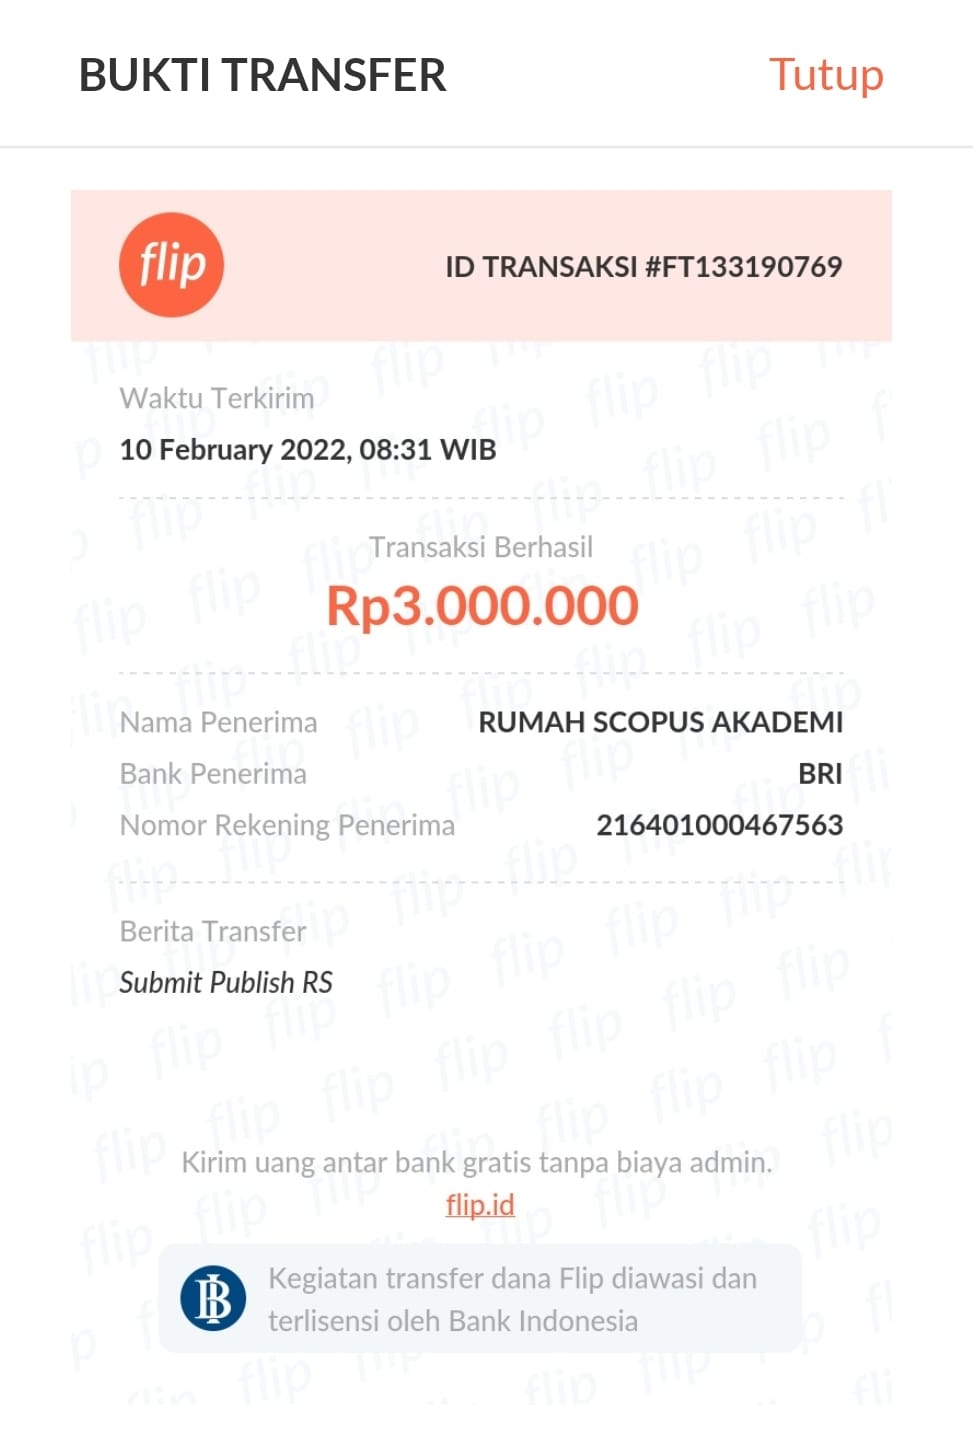 BUKTI TRANSFER Tutup
flip ID TRANSAKSI #FT133190769
Waktu Terkirim
10 February 2022, 08:31 WIB
Transaksi Berhasil
Rp3.000.000
Nama Penerima RUMAH SCOPUS AKADEMI
Bank Penerima BRI
Nomor Rekening Penerima 216401000467563
Berita Transfer
Submit Publish RS
Kirim uang antar bank gratis tanpa biaya admin.
flip.id
Kegiatan transfer dana Flip diawasi dan
terlisensi oleh Bank Indonesia